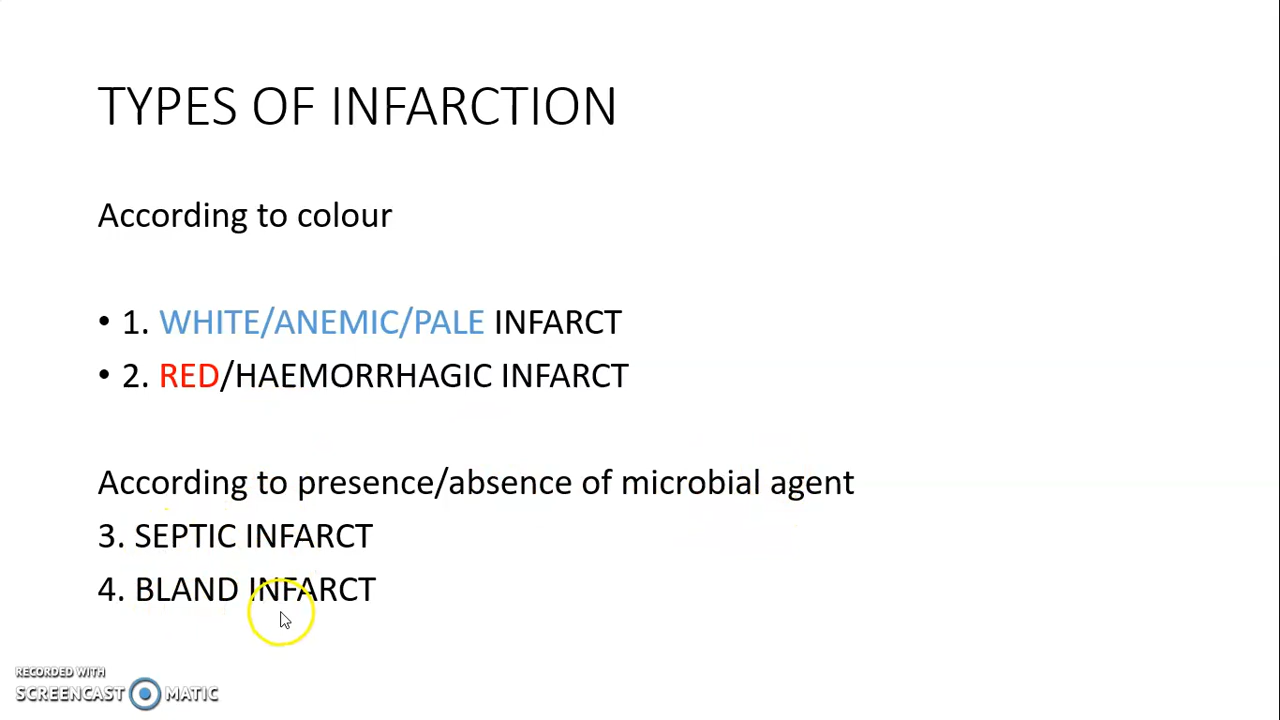 TYPES OF INFARCTION
According to colour
• 1. WHITE/ANEMIC/PALE INFARCT
• 2. RED/HAEMORRHAGIC INFARCT
According to presence/absence of microbial agent
3. SEPTIC INFARCT
4. BLAND INFARCT
RECORDED WITH
SCREENCAST MATIC